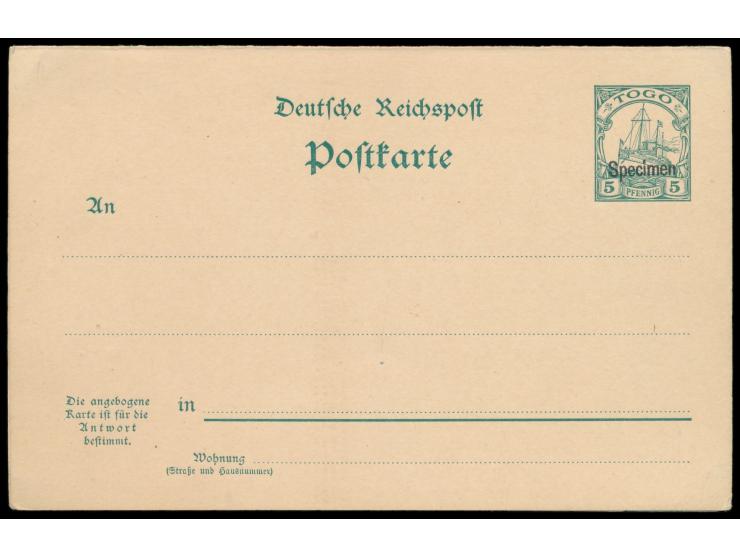 Deutſche Reichspoſt
Poſtkarte
TOGO
Specimen
5 PFENNIG 5
An
Die angebogene
Karte iſt für die
Antwort
beſtimmt.
in
Wohnung
(Straße und Hausnummer)